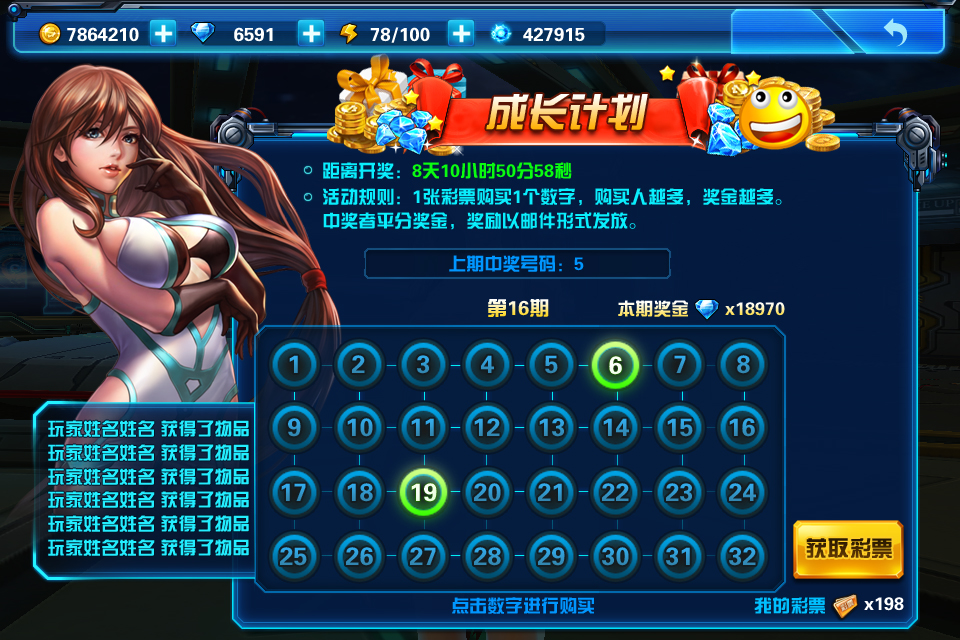 7864210 6591 78/100 427915
成长计划
距离开奖：8天10小时50分58秒
活动规则：1张彩票购买1个数字，购买人越多，奖金越多。
中奖者平分奖金，奖励以邮件形式发放。
上期中奖号码：5
第16期 本期奖金 x18970
1 2 3 4 5 6 7 8
9 10 11 12 13 14 15 16
17 18 19 20 21 22 23 24
25 26 27 28 29 30 31 32
玩家姓名姓名 获得了物品
玩家姓名姓名 获得了物品
玩家姓名姓名 获得了物品
玩家姓名姓名 获得了物品
玩家姓名姓名 获得了物品
玩家姓名姓名 获得了物品
获取彩票
点击数字进行购买
我的彩票 x198